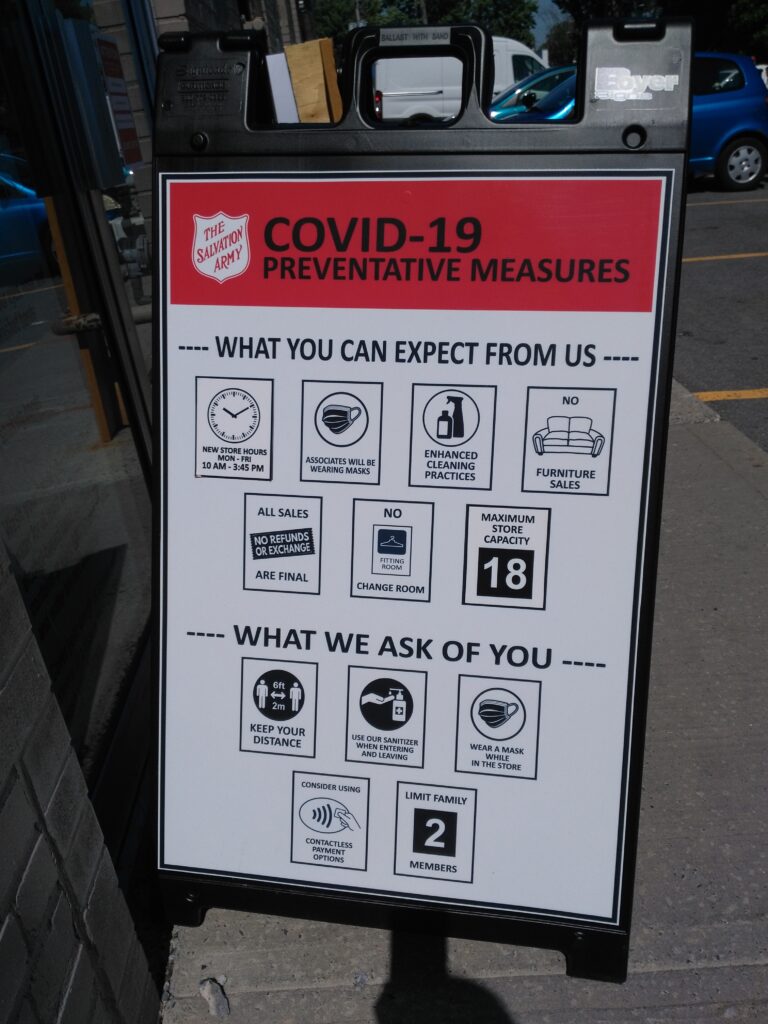 BALLAST WITH SAND
THE
SALVATION
ARMY
COVID-19
PREVENTATIVE MEASURES
---- WHAT YOU CAN EXPECT FROM US ----
NEW STORE HOURS
MON - FRI
10 AM - 3:45 PM
ASSOCIATES WILL BE
WEARING MASKS
ENHANCED
CLEANING
PRACTICES
NO
FURNITURE
SALES
ALL SALES
NO REFUNDS
OR EXCHANGE
ARE FINAL
NO
FITTING
ROOM
CHANGE ROOM
MAXIMUM
STORE
CAPACITY
18
---- WHAT WE ASK OF YOU ----
6ft
2m
KEEP YOUR
DISTANCE
USE OUR SANITIZER
WHEN ENTERING
AND LEAVING
WEAR A MASK
WHILE
IN THE STORE
CONSIDER USING
CONTACTLESS
PAYMENT
OPTIONS
LIMIT FAMILY
2
MEMBERS